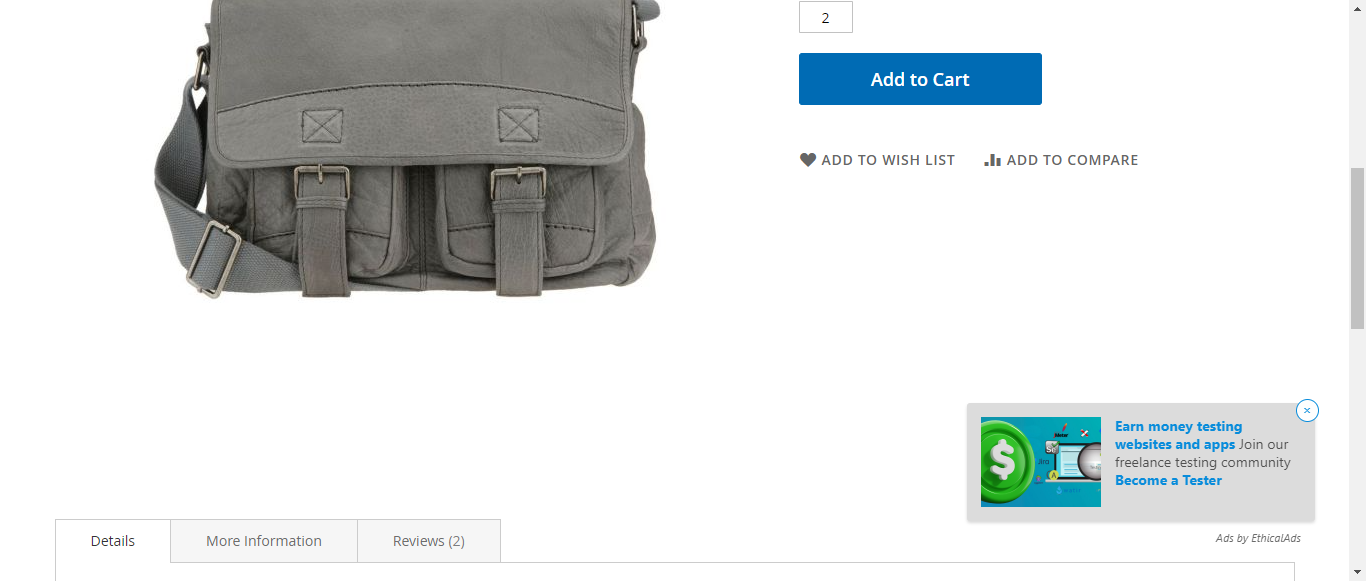 2
Add to Cart
ADD TO WISH LIST
ADD TO COMPARE
×
Earn money testing
websites and apps Join our
freelance testing community
Become a Tester
Ads by EthicalAds
Details
More Information
Reviews (2)